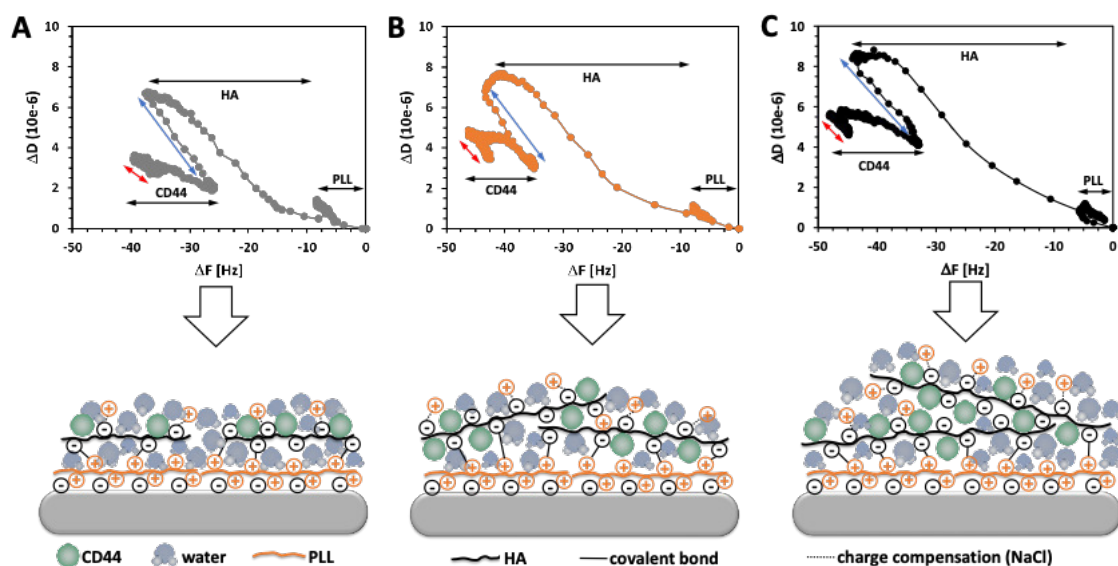 A
10
8
6
4
2
0
ΔD (10e-6)
HA
PLL
CD44
-50
-40
-30
-20
-10
0
ΔF [Hz]
B
10
8
6
4
2
0
ΔD (10e-6)
HA
PLL
CD44
-50
-40
-30
-20
-10
0
ΔF [Hz]
C
10
8
6
4
2
0
ΔD (10e-6)
HA
PLL
CD44
-50
-40
-30
-20
-10
0
ΔF [Hz]
CD44
water
PLL
HA
covalent bond
charge compensation (NaCl)